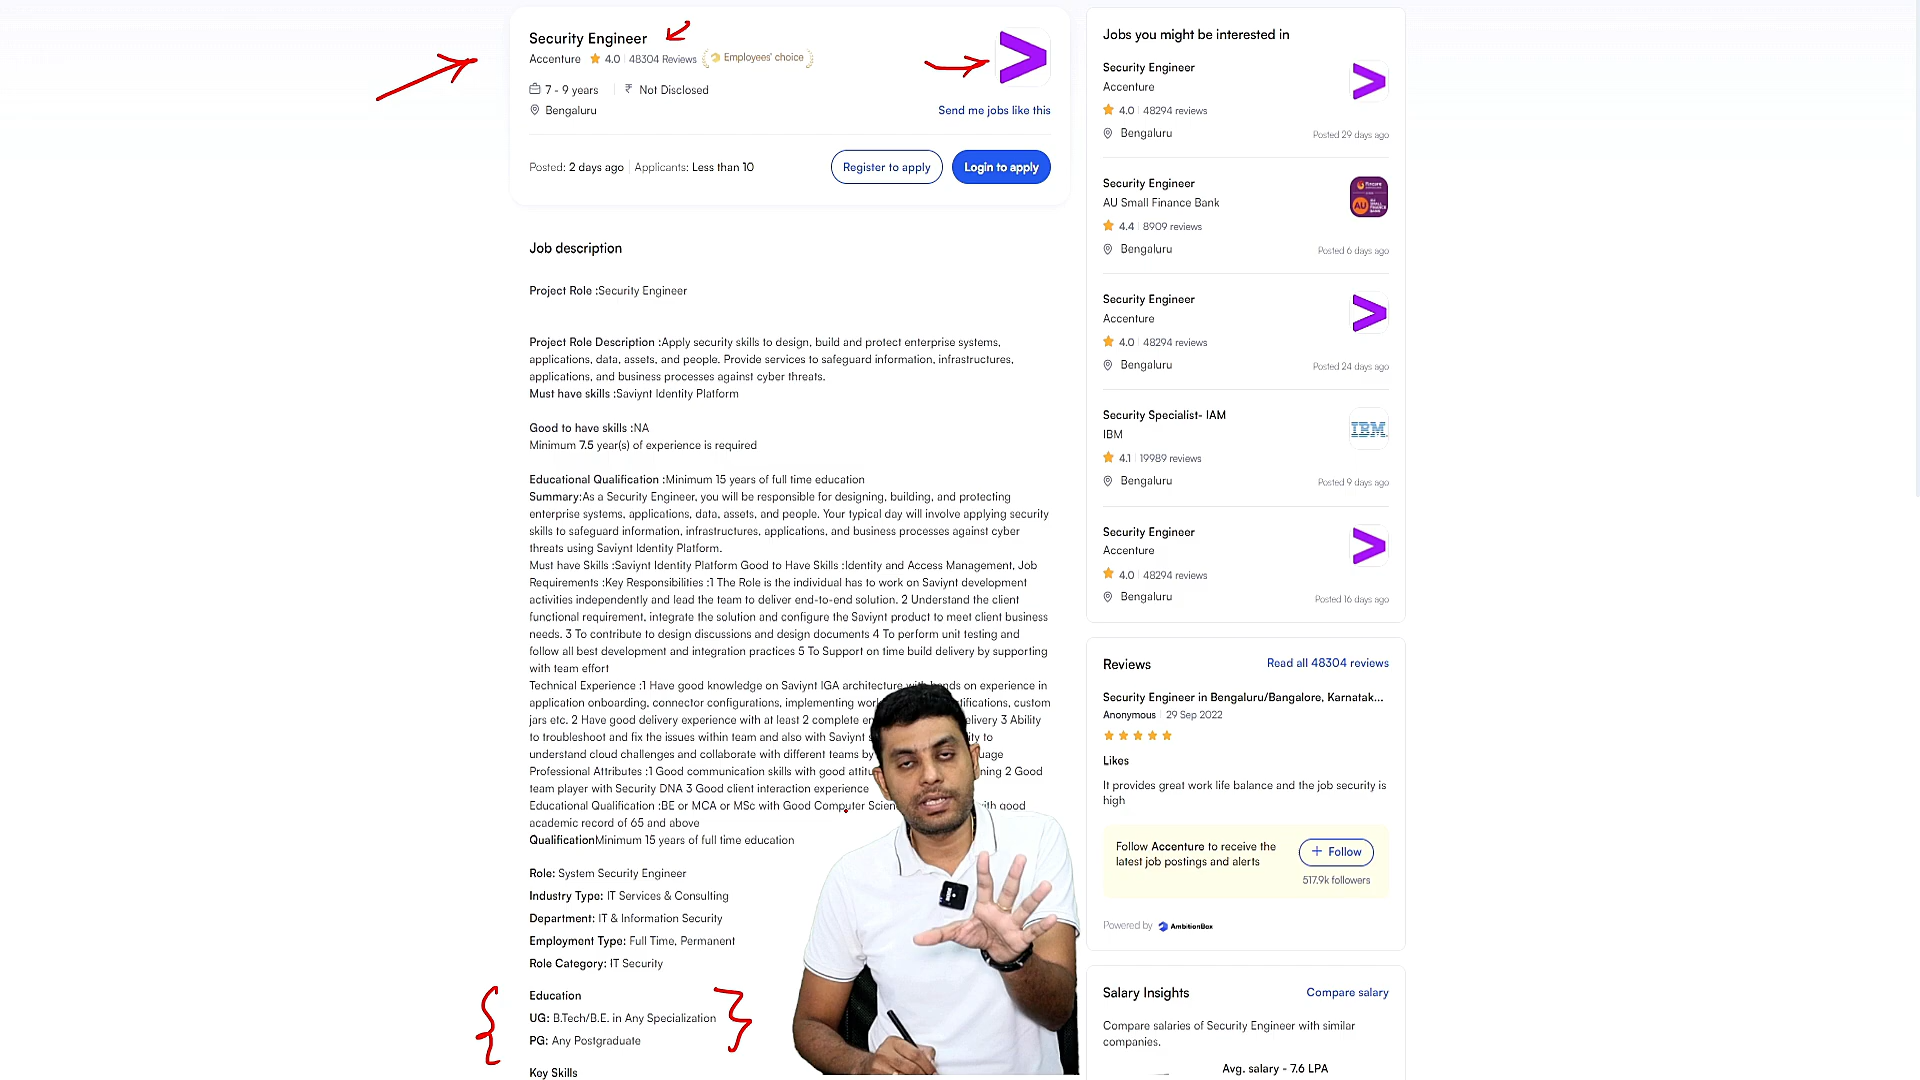 Security Engineer
Accenture 4.0 48304 Reviews Employees' choice
7 - 9 years ₹ Not Disclosed
Bengaluru
Send me jobs like this
Posted: 2 days ago Applicants: Less than 10
Register to apply
Login to apply
Job description
Project Role :Security Engineer
Project Role Description :Apply security skills to design, build and protect enterprise systems,
applications, data, assets, and people. Provide services to safeguard information, infrastructures,
applications, and business processes against cyber threats.
Must have skills :Saviynt Identity Platform
Good to have skills :NA
Minimum 7.5 year(s) of experience is required
Educational Qualification :Minimum 15 years of full time education
Summary:As a Security Engineer, you will be responsible for designing, building, and protecting
enterprise systems, applications, data, assets, and people. Your typical day will involve applying security
skills to safeguard information, infrastructures, applications, and business processes against cyber
threats using Saviynt Identity Platform.
Must have Skills :Saviynt Identity Platform Good to Have Skills :Identity and Access Management, Job
Requirements :Key Responsibilities :1 The Role is the individual has to work on Saviynt development
activities independently and lead the team to deliver end-to-end solution. 2 Understand the client
functional requirement, integrate the solution and configure the Saviynt product to meet client business
needs. 3 To contribute to design discussions and design documents 4 To perform unit testing and
follow all best development and integration practices 5 To Support on time build delivery by supporting
with team effort
Technical Experience :1 Have good knowledge on Saviynt IGA architecture with hands on experience in
application onboarding, connector configurations, implementing custom
jars etc. 2 Have good delivery experience with at least 2 complete 3 Ability
to troubleshoot and fix the issues within team and also with Saviynt to
understand cloud challenges and collaborate with different teams by
Professional Attributes :1 Good communication skills with good 2 Good
team player with Security DNA 3 Good client interaction experience
Educational Qualification :BE or MCA or MSc with Good Computer with good
academic record of 65 and above
QualificationMinimum 15 years of full time education
Role: System Security Engineer
Industry Type: IT Services & Consulting
Department: IT & Information Security
Employment Type: Full Time, Permanent
Role Category: IT Security
Education
UG: B.Tech/B.E. in Any Specialization
PG: Any Postgraduate
Key Skills
Jobs you might be interested in
Security Engineer
Accenture
4.0 48294 reviews
Bengaluru
Posted 29 days ago
Security Engineer
AU Small Finance Bank
4.4 8909 reviews
Bengaluru
Posted 6 days ago
Security Engineer
Accenture
4.0 48294 reviews
Bengaluru
Posted 24 days ago
Security Specialist- IAM
IBM
IBM
4.1 19989 reviews
Bengaluru
Posted 9 days ago
Security Engineer
Accenture
4.0 48294 reviews
Bengaluru
Posted 16 days ago
Reviews
Read all 48304 reviews
Security Engineer in Bengaluru/Bangalore, Karnatak...
Anonymous 29 Sep 2022
Likes
It provides great work life balance and the job security is
high
Follow Accenture to receive the
latest job postings and alerts
+ Follow
517.9k followers
Powered by AmbitionBox
Salary Insights
Compare salary
Compare salaries of Security Engineer with similar
companies.
Avg. salary - 7.6 LPA